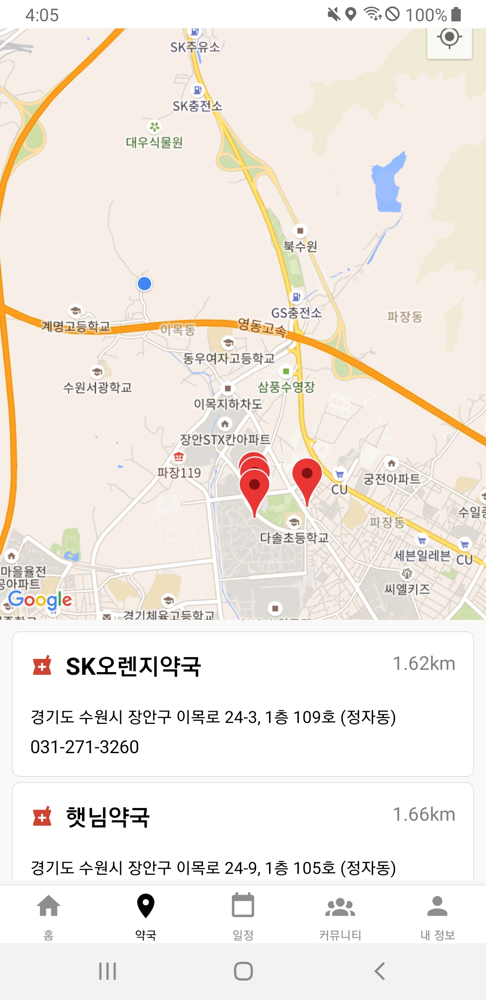 4:05
100%
SK주유소
SK충전소
대우식물원
북수원
GS충전소
파장동
계명고등학교
이목동
영동고속
동우여자고등학교
수원서광학교
삼풍수영장
이목지하차도
장안STX칸아파트
파장119
궁전아파트
CU
수일중
파장동
다솔초등학교
세븐일레븐
CU
마을율전
공아파트
씨엘키즈
Google
경기체육고등학교
SK오렌지약국
1.62km
경기도 수원시 장안구 이목로 24-3, 1층 109호 (정자동)
031-271-3260
햇님약국
1.66km
경기도 수원시 장안구 이목로 24-9, 1층 105호 (정자동)
홈
약국
일정
커뮤니티
내 정보